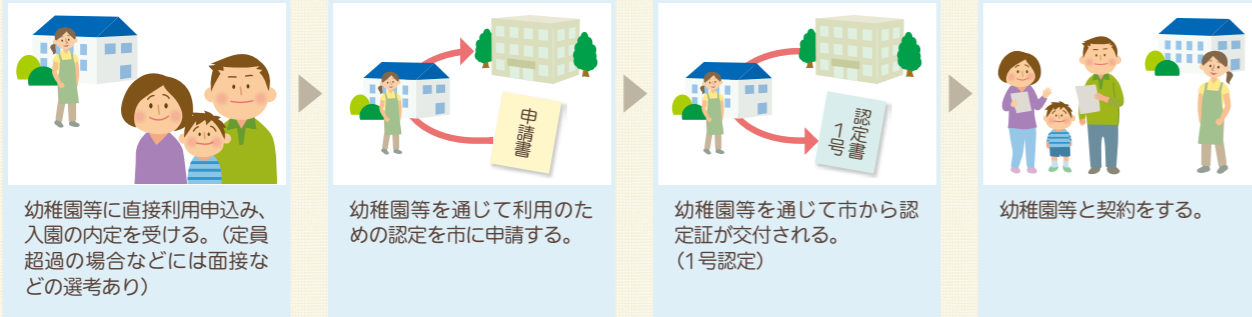 申請書
認定書
1号
幼稚園等に直接利用申込み、
入園の内定を受ける。（定員
超過の場合などには面接な
どの選考あり）
幼稚園等を通じて利用のた
めの認定を市に申請する。
幼稚園等を通じて市から認
定証が交付される。
（1号認定）
幼稚園等と契約をする。